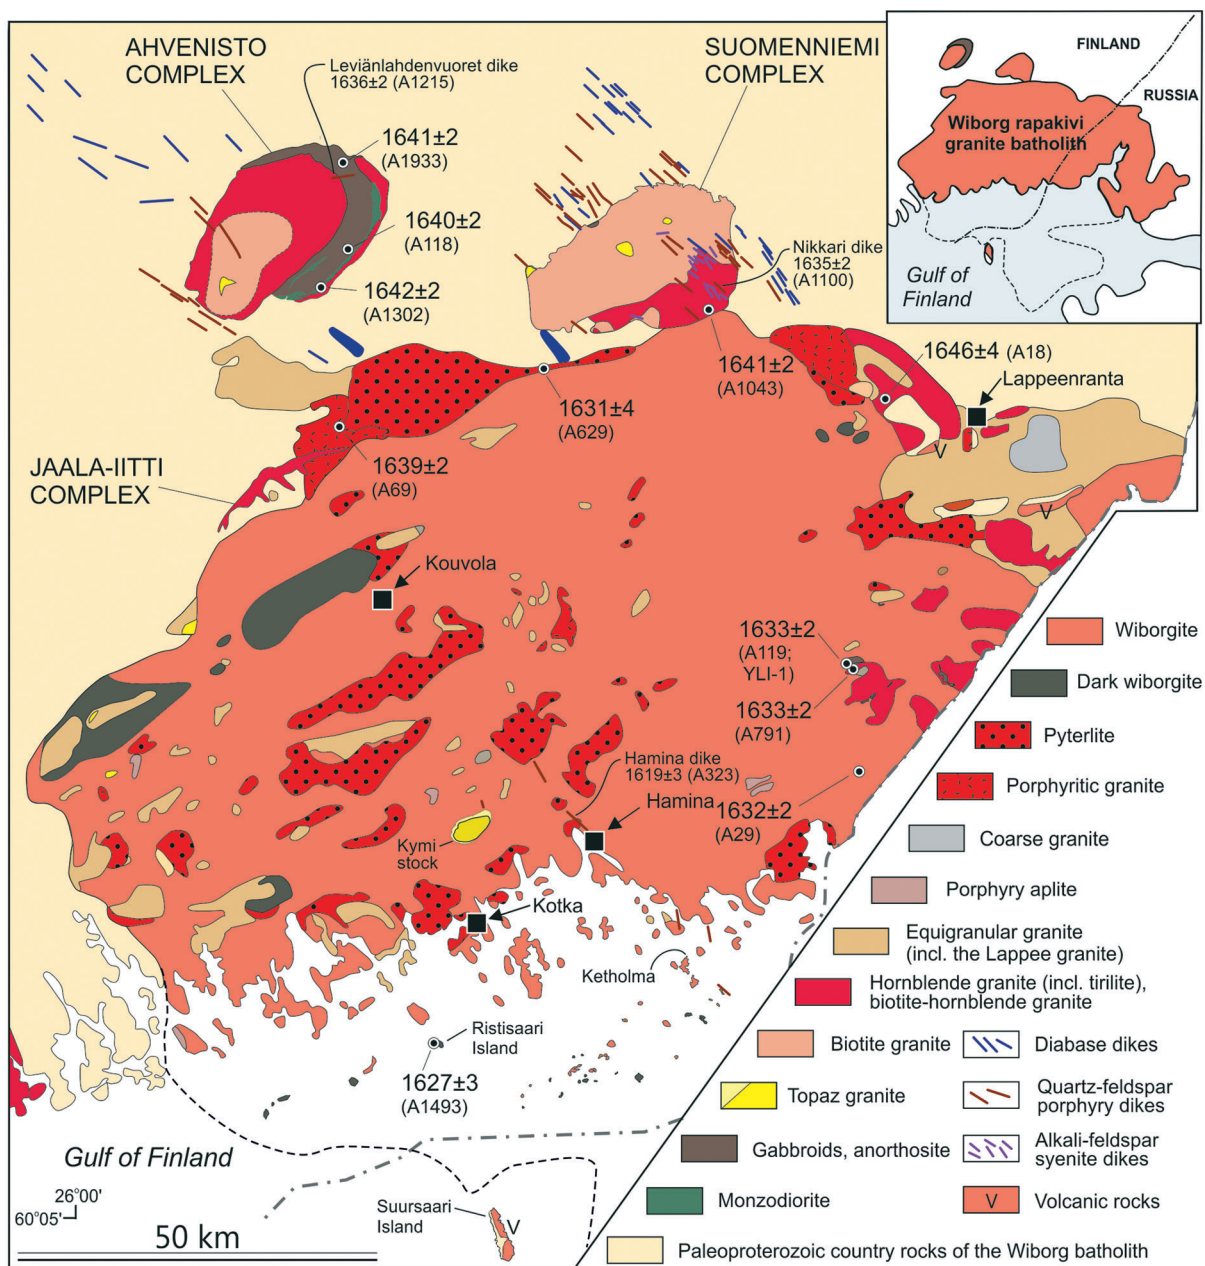 AHVENISTO
COMPLEX
Leviänlahdenvuoret dike
1636±2 (A1215)
SUOMENNIEMI
COMPLEX
1641±2
(A1933)
1640±2
(A118)
1642±2
(A1302)
Nikkari dike
1635±2
(A1100)
FINLAND
RUSSIA
Wiborg rapakivi
granite batholith
Gulf of
Finland
1641±2
(A1043)
1646±4 (A18)
Lappeenranta
1631±4
(A629)
1639±2
(A69)
JAALA-IITTI
COMPLEX
V
V
Kouvola
1633±2
(A119;
YLI-1)
1633±2
(A791)
Hamina dike
1619±3 (A323)
Hamina
1632±2
(A29)
Kymi
stock
Kotka
Ketholma
Ristisaari
Island
1627±3
(A1493)
Gulf of Finland
26°00'
60°05'
50 km
Suursaari
Island
V
Wiborgite
Dark wiborgite
Pyterlite
Porphyritic granite
Coarse granite
Porphyry aplite
Equigranular granite
(incl. the Lappee granite)
Hornblende granite (incl. tirilite),
biotite-hornblende granite
Biotite granite
Diabase dikes
Topaz granite
Quartz-feldspar
porphyry dikes
Gabbroids, anorthosite
Alkali-feldspar
syenite dikes
Monzodiorite
V
Volcanic rocks
Paleoproterozoic country rocks of the Wiborg batholith